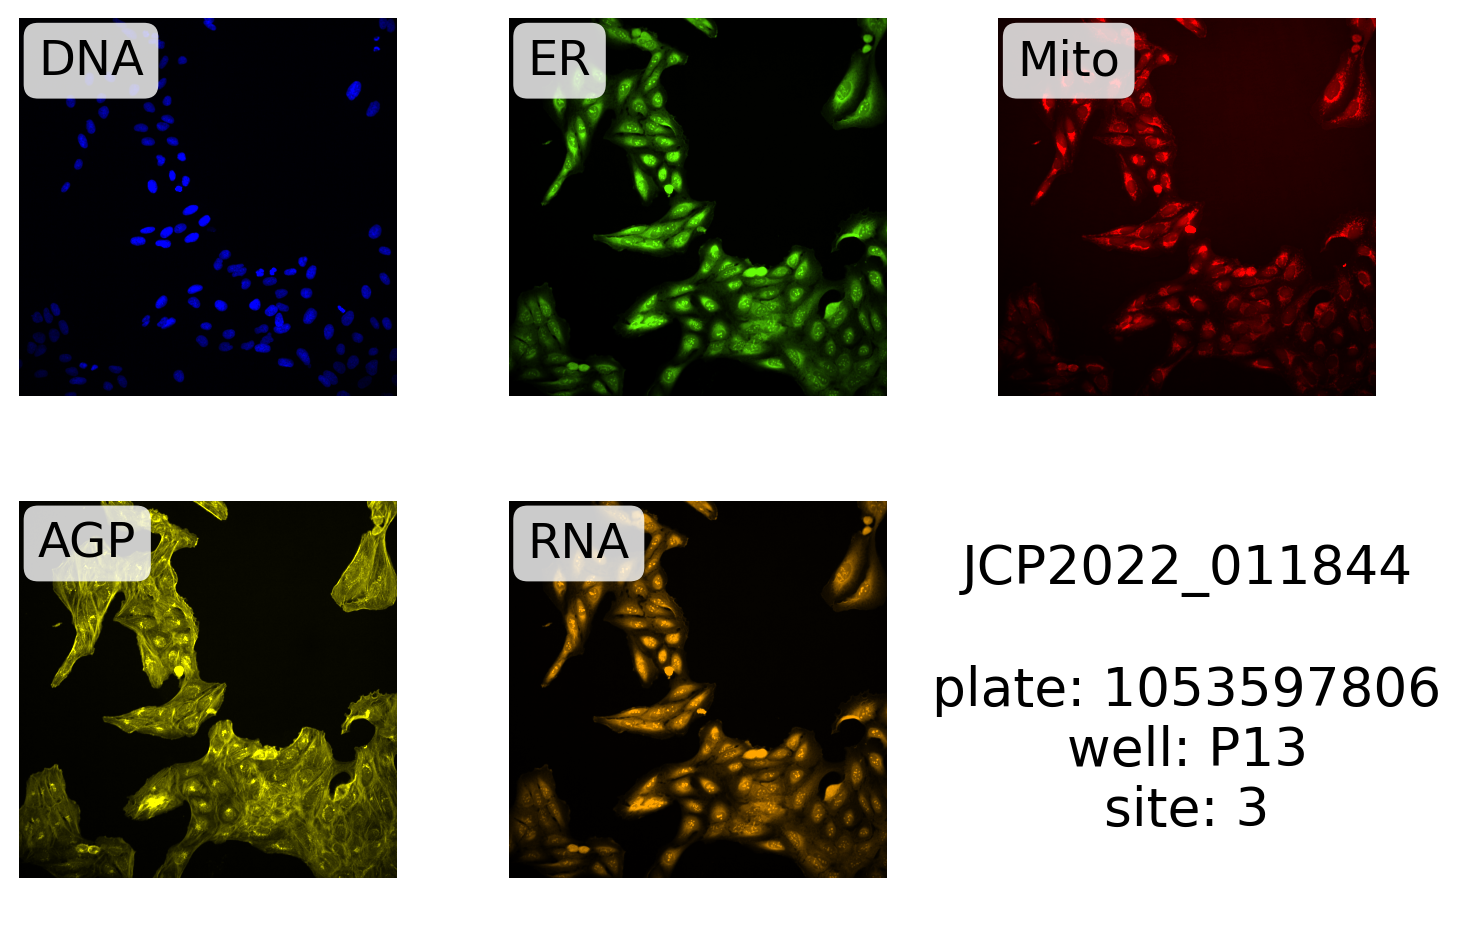 DNA
ER
Mito
AGP
RNA
JCP2022_011844
plate: 1053597806
well: P13
site: 3